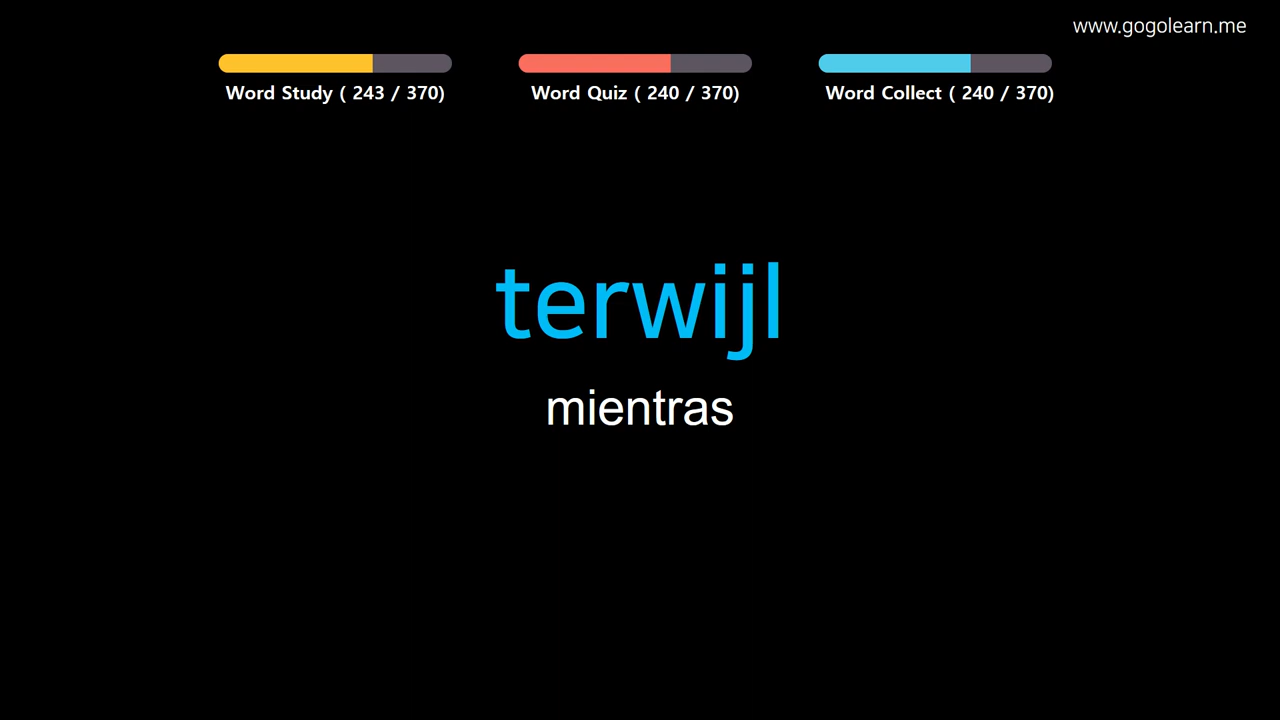 www.gogolearn.me
Word Study ( 243 / 370)
Word Quiz ( 240 / 370)
Word Collect ( 240 / 370)
terwijl
mientras